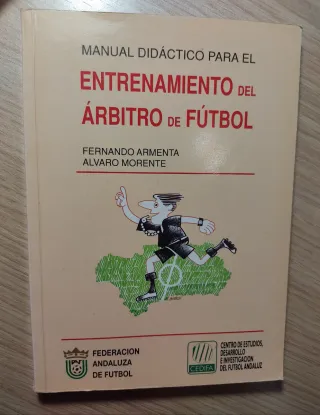 MANUAL DIDÁCTICO PARA EL
ENTRENAMIENTO DEL
ÁRBITRO DE FÚTBOL
FERNANDO ARMENTA
ALVARO MORENTE
FEDERACION
ANDALUZA
DE FUTBOL
CEDIFA
CENTRO DE ESTUDIOS,
DESARROLLO
E INVESTIGACION
DEL FUTBOL ANDALUZ